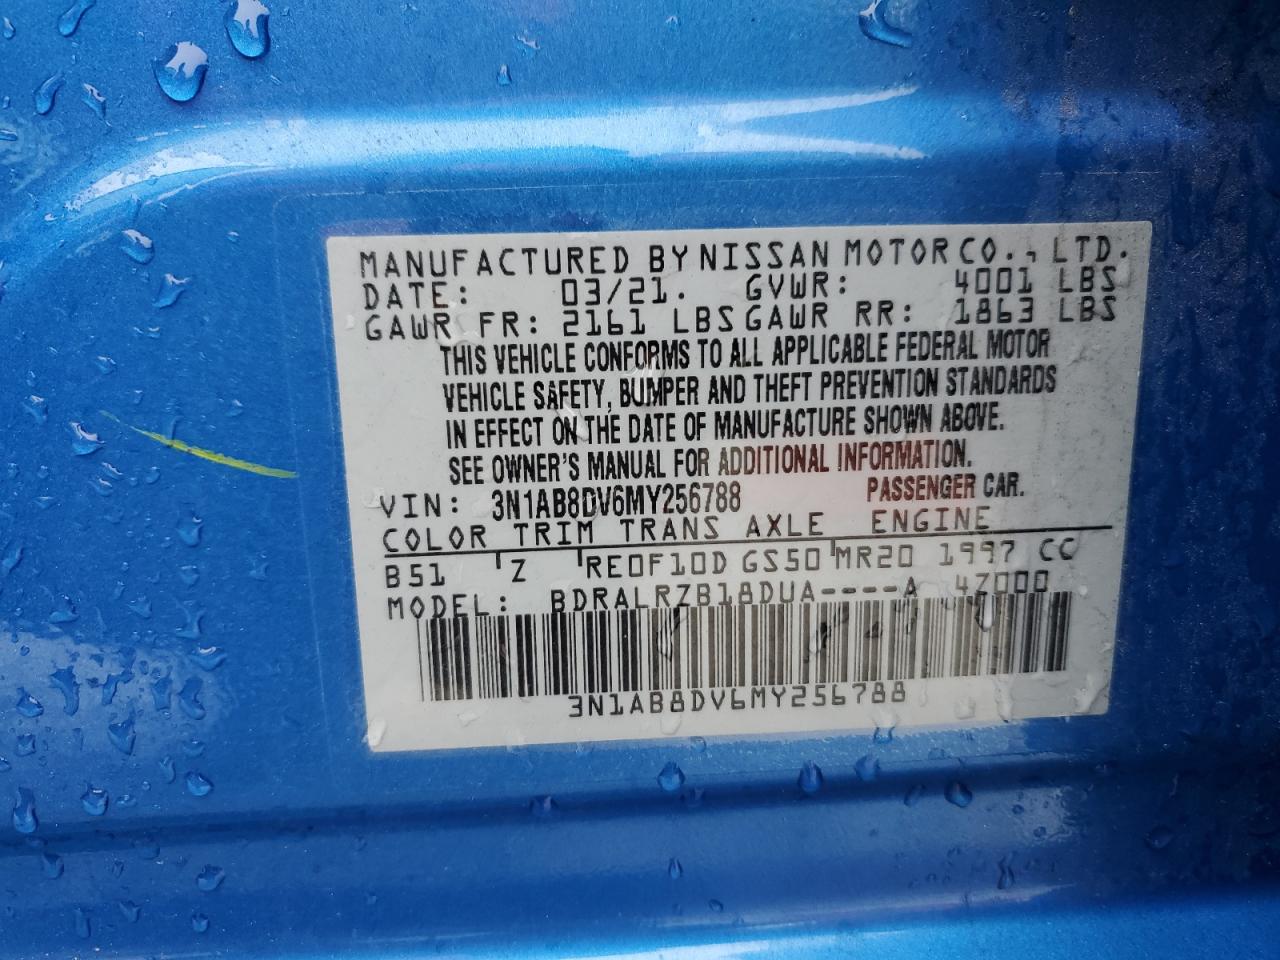 MANUFACTURED BY NISSAN MOTOR CO., LTD.
DATE: 03/21. GVWR: 4001 LBS
GAWR FR: 2161 LBS GAWR RR: 1863 LBS
THIS VEHICLE CONFORMS TO ALL APPLICABLE FEDERAL MOTOR
VEHICLE SAFETY, BUMPER AND THEFT PREVENTION STANDARDS
IN EFFECT ON THE DATE OF MANUFACTURE SHOWN ABOVE.
SEE OWNER'S MANUAL FOR ADDITIONAL INFORMATION.
VIN: 3N1AB8DV6MY256788 PASSENGER CAR.
COLOR TRIM TRANS AXLE ENGINE
B51 Z RE0F10D GS50 MR20 1997 CC
MODEL: BDRALRZB18DUA----A 4Z000
3N1AB8DV6MY256788